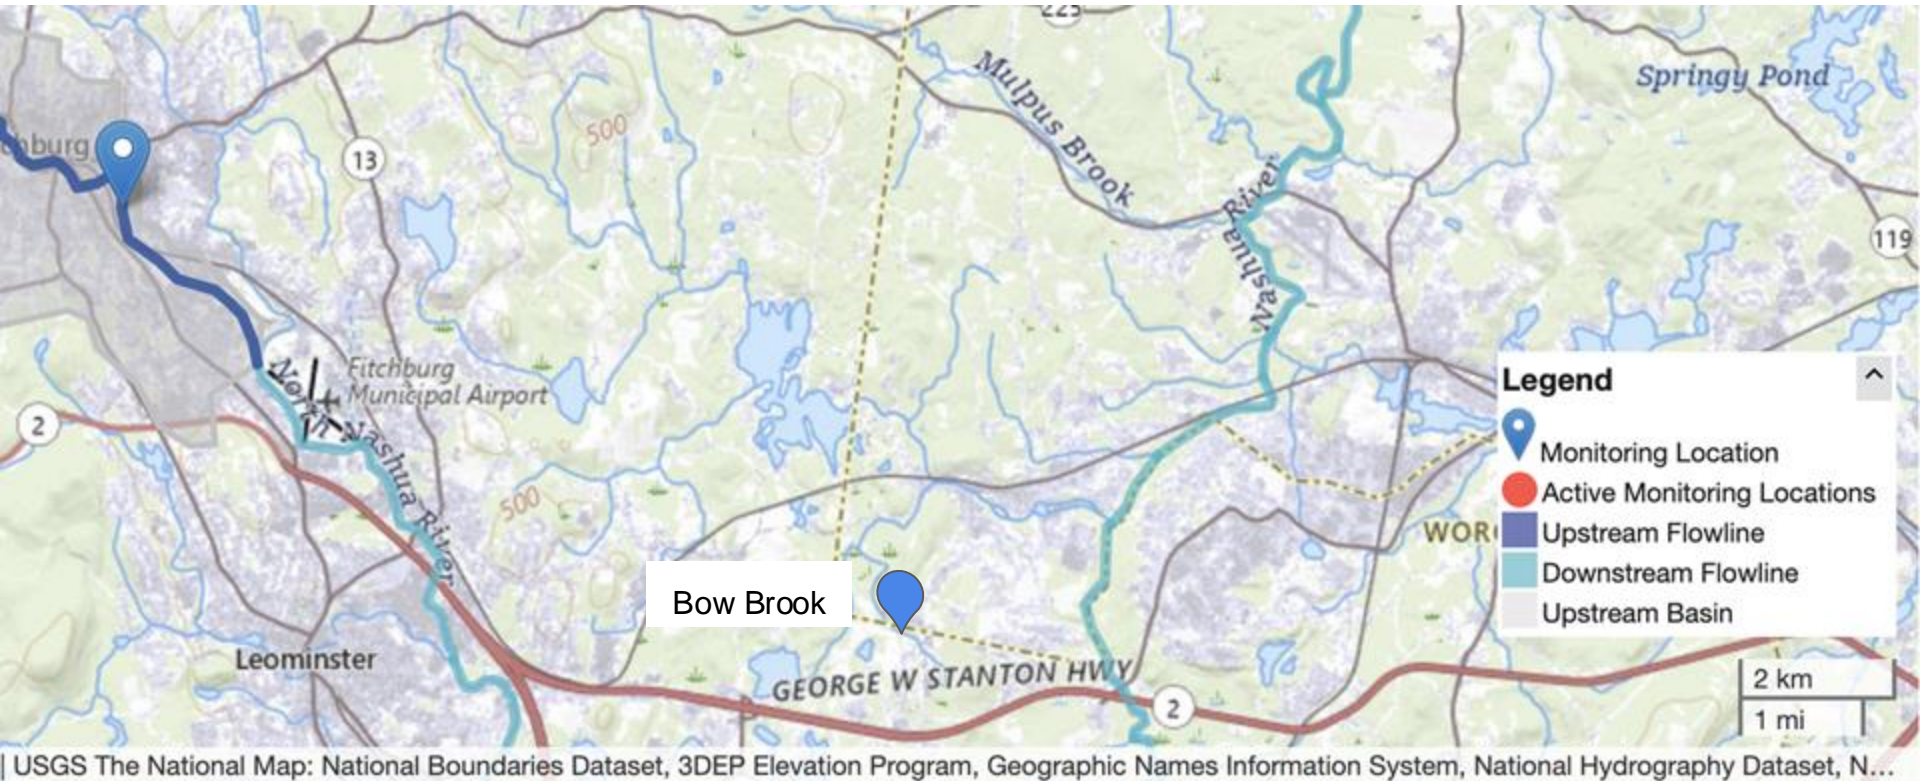 225
Springy Pond
Mulpus Brook
500
chburg
13
Nashua River
119
Fitchburg
Municipal Airport
North Nashua River
2
500
Legend
Monitoring Location
Active Monitoring Locations
Upstream Flowline
Downstream Flowline
Upstream Basin
WOR
Bow Brook
Leominster
GEORGE W STANTON HWY
2
2 km
1 mi
| USGS The National Map: National Boundaries Dataset, 3DEP Elevation Program, Geographic Names Information System, National Hydrography Dataset, N...